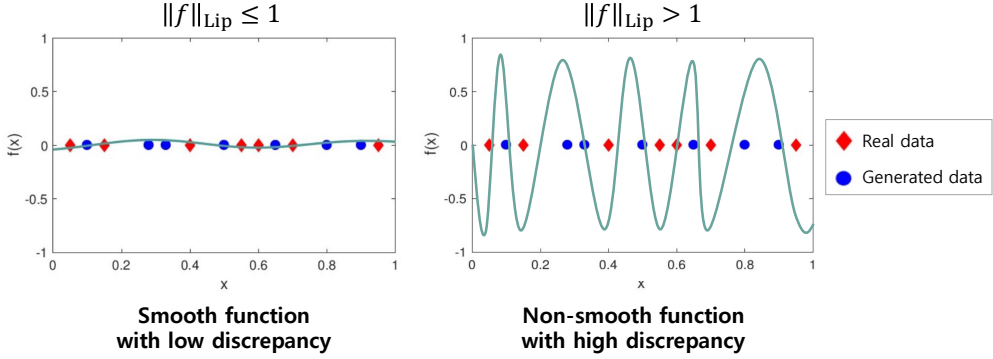 ‖f‖Lip ≤ 1
1
0.5
0
-0.5
-1
f(x)
0 0.2 0.4 0.6 0.8 1
x
Smooth function
with low discrepancy
‖f‖Lip > 1
1
0.5
0
-0.5
-1
f(x)
0 0.2 0.4 0.6 0.8 1
x
Non-smooth function
with high discrepancy
Real data
Generated data